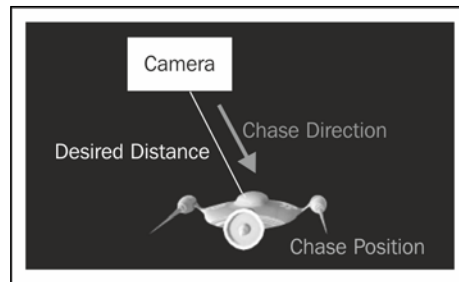 Camera
Chase Direction
Desired Distance
Chase Position